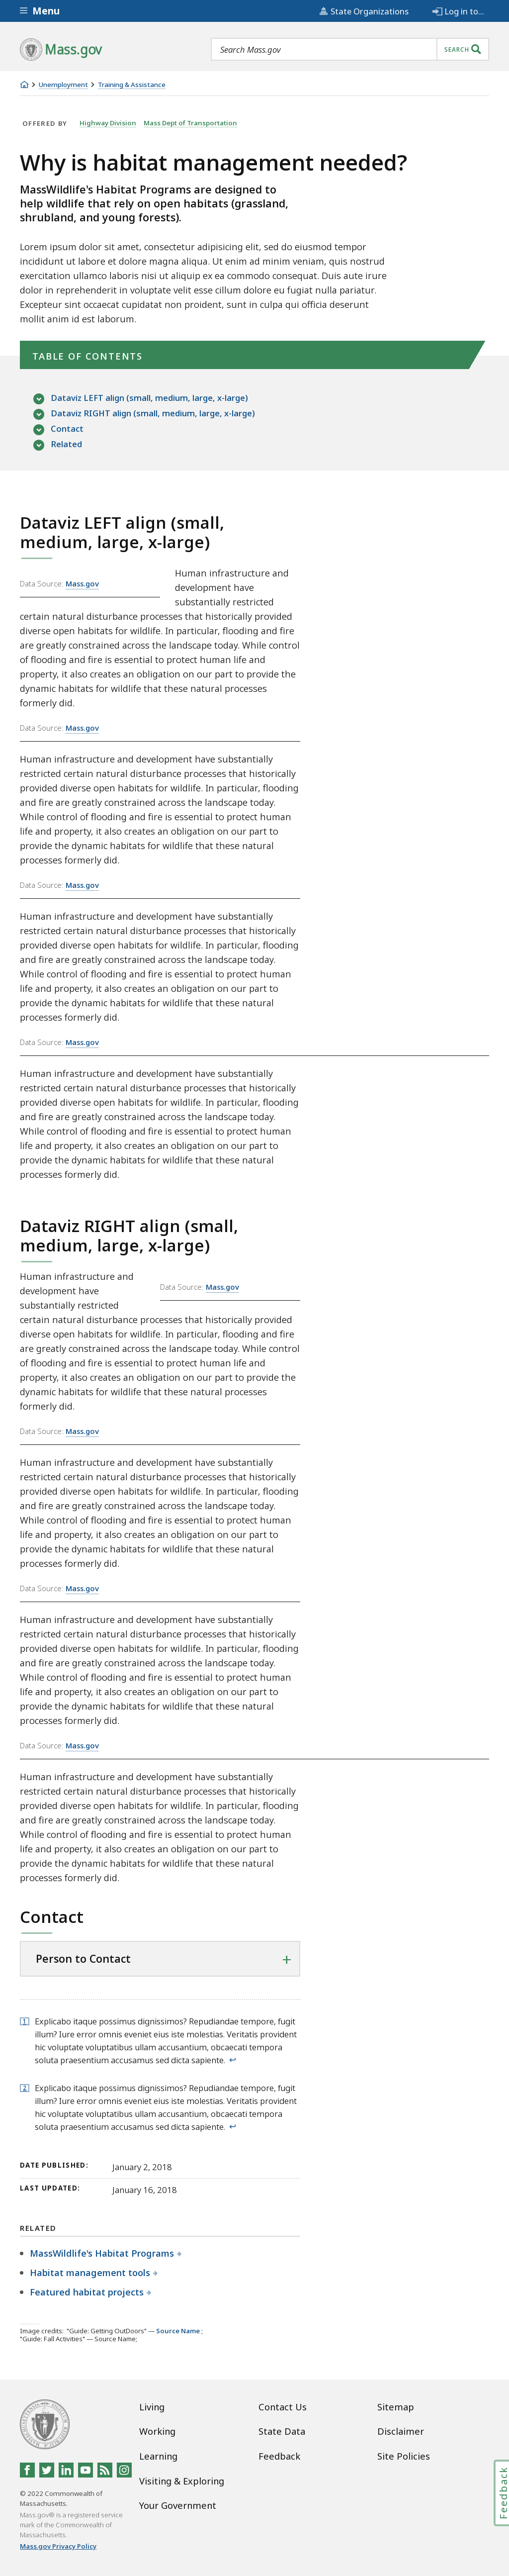 Menu
State Organizations
Log in to...
Mass.gov
Search Mass.gov
SEARCH
Unemployment
Training & Assistance
OFFERED BY
Highway Division
Mass Dept of Transportation
Why is habitat management needed?
MassWildlife's Habitat Programs are designed to
help wildlife that rely on open habitats (grassland,
shrubland, and young forests).
Lorem ipsum dolor sit amet, consectetur adipisicing elit, sed do eiusmod tempor
incididunt ut labore et dolore magna aliqua. Ut enim ad minim veniam, quis nostrud
exercitation ullamco laboris nisi ut aliquip ex ea commodo consequat. Duis aute irure
dolor in reprehenderit in voluptate velit esse cillum dolore eu fugiat nulla pariatur.
Excepteur sint occaecat cupidatat non proident, sunt in culpa qui officia deserunt
mollit anim id est laborum.
TABLE OF CONTENTS
Dataviz LEFT align (small, medium, large, x-large)
Dataviz RIGHT align (small, medium, large, x-large)
Contact
Related
Dataviz LEFT align (small,
medium, large, x-large)
Data Source: Mass.gov
Human infrastructure and
development have
substantially restricted
certain natural disturbance processes that historically provided
diverse open habitats for wildlife. In particular, flooding and fire
are greatly constrained across the landscape today. While control
of flooding and fire is essential to protect human life and
property, it also creates an obligation on our part to provide the
dynamic habitats for wildlife that these natural processes
formerly did.
Data Source: Mass.gov
Human infrastructure and development have substantially
restricted certain natural disturbance processes that historically
provided diverse open habitats for wildlife. In particular, flooding
and fire are greatly constrained across the landscape today.
While control of flooding and fire is essential to protect human
life and property, it also creates an obligation on our part to
provide the dynamic habitats for wildlife that these natural
processes formerly did.
Data Source: Mass.gov
Human infrastructure and development have substantially
restricted certain natural disturbance processes that historically
provided diverse open habitats for wildlife. In particular, flooding
and fire are greatly constrained across the landscape today.
While control of flooding and fire is essential to protect human
life and property, it also creates an obligation on our part to
provide the dynamic habitats for wildlife that these natural
processes formerly did.
Data Source: Mass.gov
Human infrastructure and development have substantially
restricted certain natural disturbance processes that historically
provided diverse open habitats for wildlife. In particular, flooding
and fire are greatly constrained across the landscape today.
While control of flooding and fire is essential to protect human
life and property, it also creates an obligation on our part to
provide the dynamic habitats for wildlife that these natural
processes formerly did.
Dataviz RIGHT align (small,
medium, large, x-large)
Data Source: Mass.gov
Human infrastructure and
development have
substantially restricted
certain natural disturbance processes that historically provided
diverse open habitats for wildlife. In particular, flooding and fire
are greatly constrained across the landscape today. While control
of flooding and fire is essential to protect human life and
property, it also creates an obligation on our part to provide the
dynamic habitats for wildlife that these natural processes
formerly did.
Data Source: Mass.gov
Human infrastructure and development have substantially
restricted certain natural disturbance processes that historically
provided diverse open habitats for wildlife. In particular, flooding
and fire are greatly constrained across the landscape today.
While control of flooding and fire is essential to protect human
life and property, it also creates an obligation on our part to
provide the dynamic habitats for wildlife that these natural
processes formerly did.
Data Source: Mass.gov
Human infrastructure and development have substantially
restricted certain natural disturbance processes that historically
provided diverse open habitats for wildlife. In particular, flooding
and fire are greatly constrained across the landscape today.
While control of flooding and fire is essential to protect human
life and property, it also creates an obligation on our part to
provide the dynamic habitats for wildlife that these natural
processes formerly did.
Data Source: Mass.gov
Human infrastructure and development have substantially
restricted certain natural disturbance processes that historically
provided diverse open habitats for wildlife. In particular, flooding
and fire are greatly constrained across the landscape today.
While control of flooding and fire is essential to protect human
life and property, it also creates an obligation on our part to
provide the dynamic habitats for wildlife that these natural
processes formerly did.
Contact
Person to Contact
1 Explicabo itaque possimus dignissimos? Repudiandae tempore, fugit
illum? Iure error omnis eveniet eius iste molestias. Veritatis provident
hic voluptate voluptatibus ullam accusantium, obcaecati tempora
soluta praesentium accusamus sed dicta sapiente. ↩
2 Explicabo itaque possimus dignissimos? Repudiandae tempore, fugit
illum? Iure error omnis eveniet eius iste molestias. Veritatis provident
hic voluptate voluptatibus ullam accusantium, obcaecati tempora
soluta praesentium accusamus sed dicta sapiente. ↩
DATE PUBLISHED: January 2, 2018
LAST UPDATED: January 16, 2018
RELATED
MassWildlife's Habitat Programs
Habitat management tools
Featured habitat projects
Image credits: "Guide: Getting OutDoors" — Source Name ;
"Guide: Fall Activities" — Source Name;
Living
Working
Learning
Visiting & Exploring
Your Government
Contact Us
State Data
Feedback
Sitemap
Disclaimer
Site Policies
© 2022 Commonwealth of
Massachusetts.
Mass.gov® is a registered service
mark of the Commonwealth of
Massachusetts.
Mass.gov Privacy Policy
Feedback